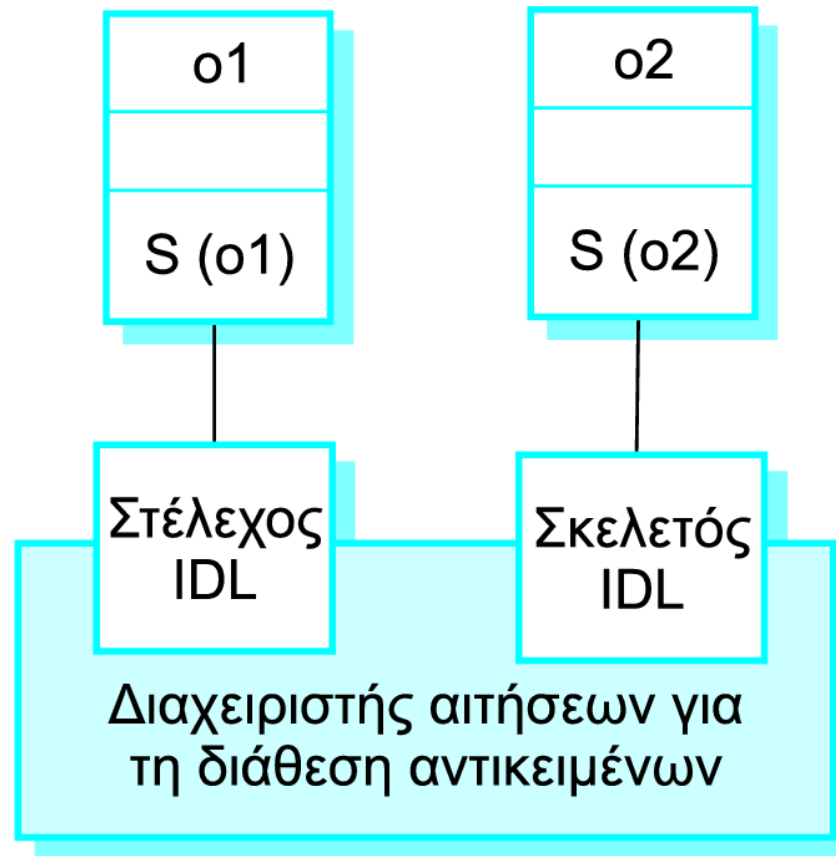 o1
o2
S (o1)
S (o2)
Στέλεχος
IDL
Σκελετός
IDL
Διαχειριστής αιτήσεων για
τη διάθεση αντικειμένων